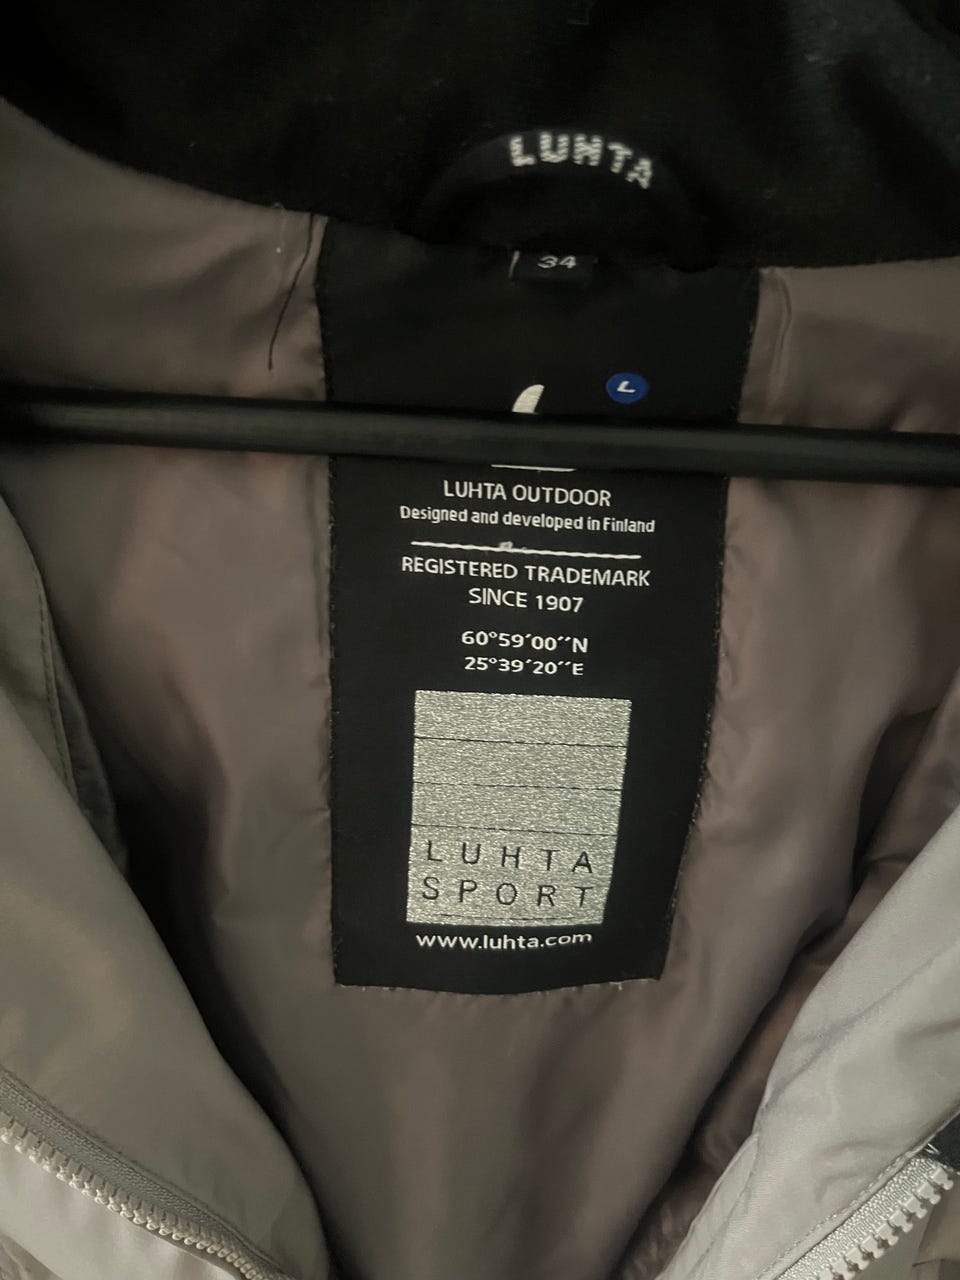 LUHTA
34
L
LUHTA OUTDOOR
Designed and developed in Finland
REGISTERED TRADEMARK
SINCE 1907
60°59′00′′N
25°39′20′′E
LUHTA
SPORT
www.luhta.com